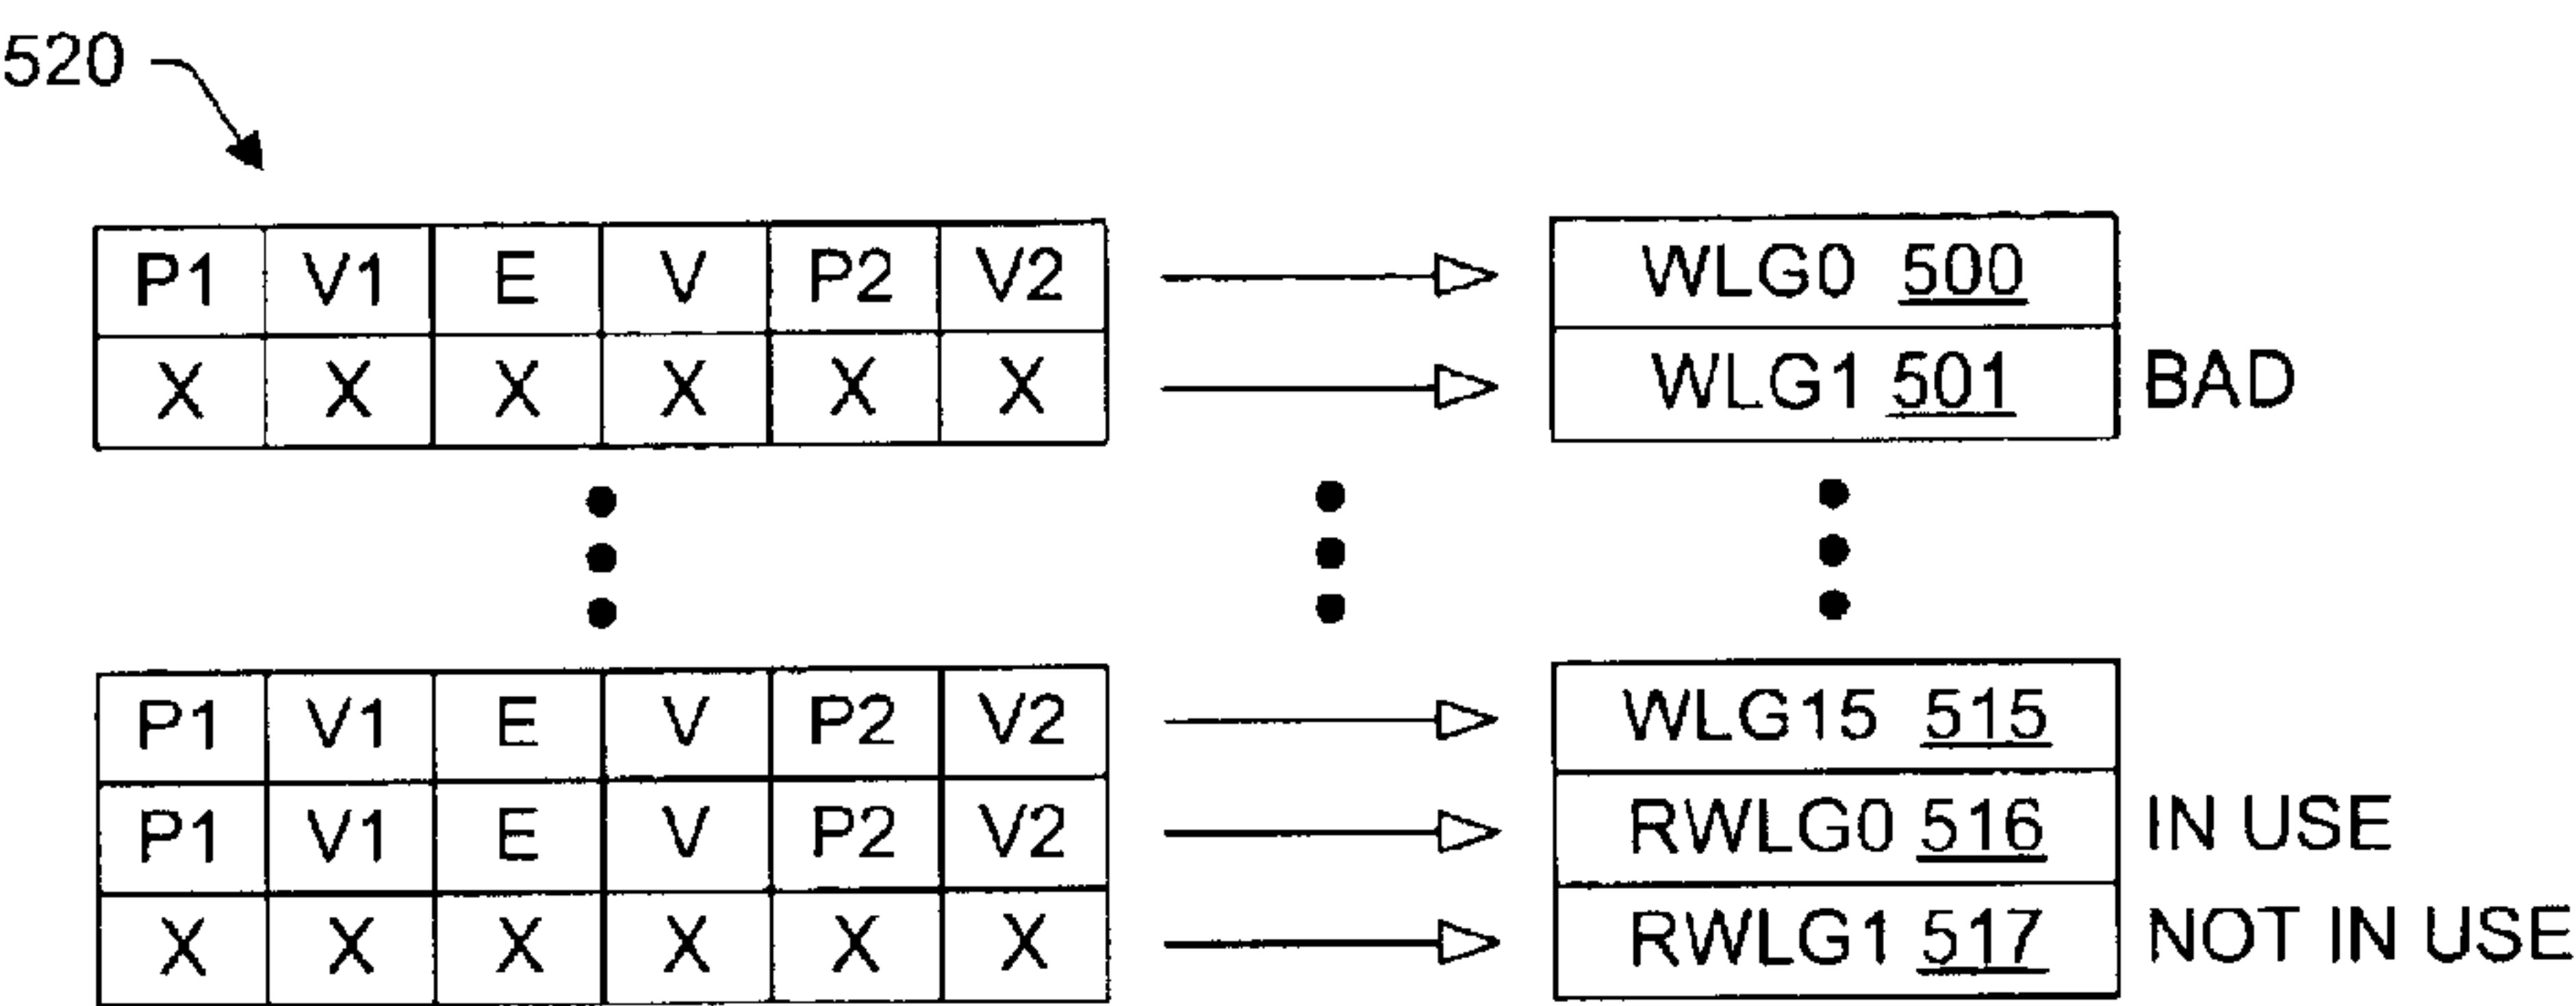 520
P1 V1 E V P2 V2 WLG0 500
X X X X X X WLG1 501 BAD
P1 V1 E V P2 V2 WLG15 515
P1 V1 E V P2 V2 RWLG0 516 IN USE
X X X X X X RWLG1 517 NOT IN USE